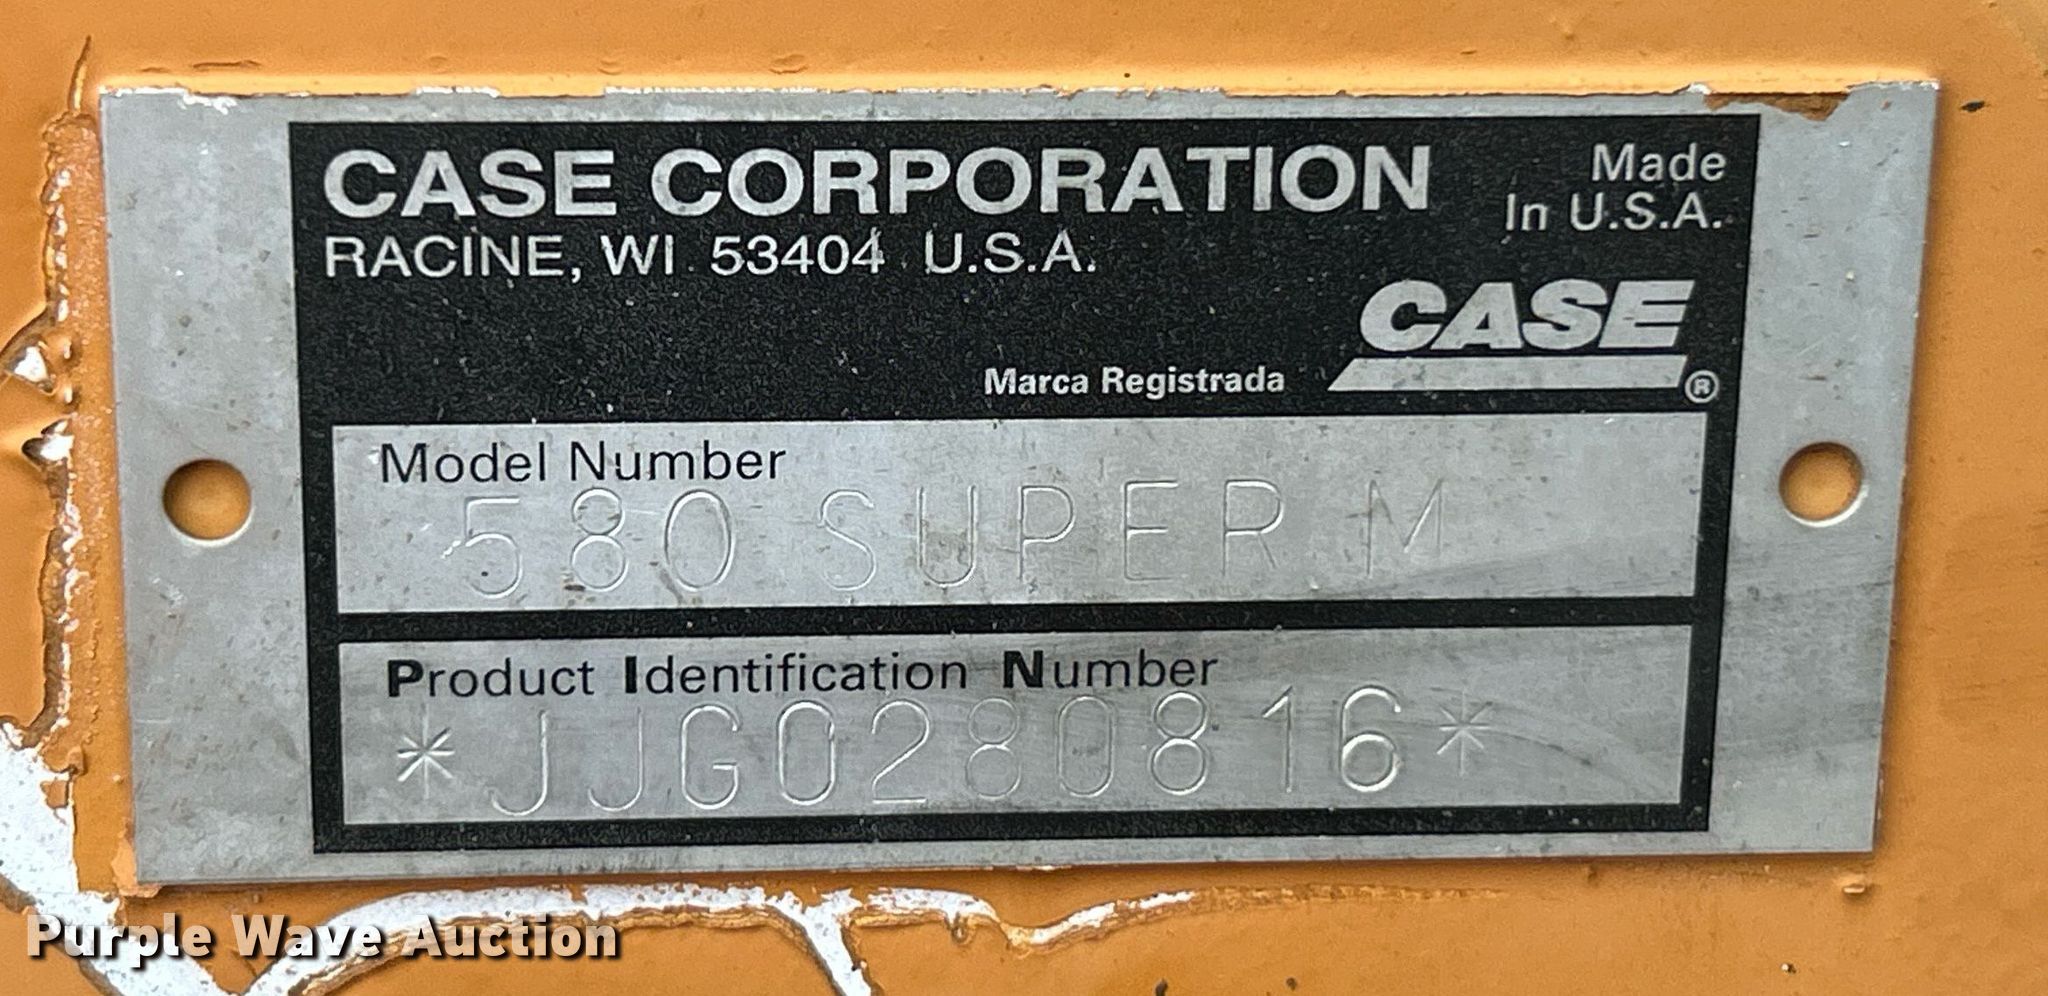 CASE CORPORATION
RACINE, WI 53404 U.S.A.
Made
In U.S.A.
CASE®
Marca Registrada
Model Number
580 SUPER M
Product Identification Number
*JJG0280816*
Purple Wave Auction